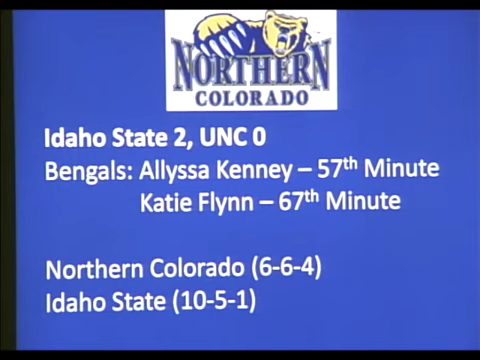 NORTHERN
COLORADO
Idaho State 2, UNC 0
Bengals: Allyssa Kenney – 57th Minute
Katie Flynn – 67th Minute
Northern Colorado (6-6-4)
Idaho State (10-5-1)